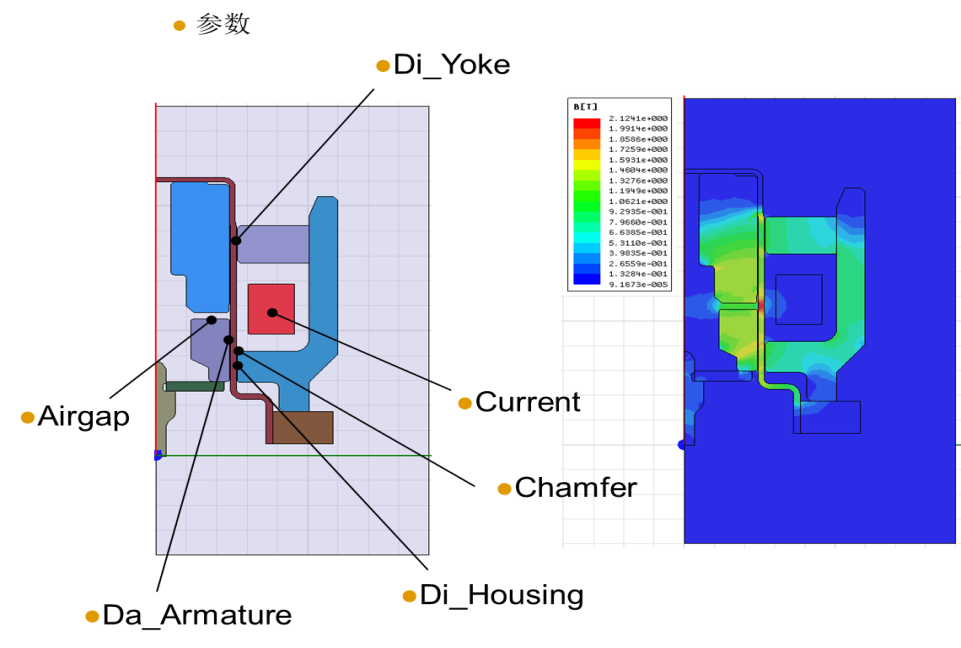 参数
Di_Yoke
B[T]
2.1241e+000
1.9914e+000
1.8586e+000
1.7259e+000
1.5931e+000
1.4604e+000
1.3276e+000
1.1949e+000
1.0621e+000
9.2935e-001
7.9660e-001
6.6385e-001
5.3110e-001
3.9835e-001
2.6559e-001
1.3284e-001
9.1673e-005
Airgap
Current
Chamfer
Di_Housing
Da_Armature